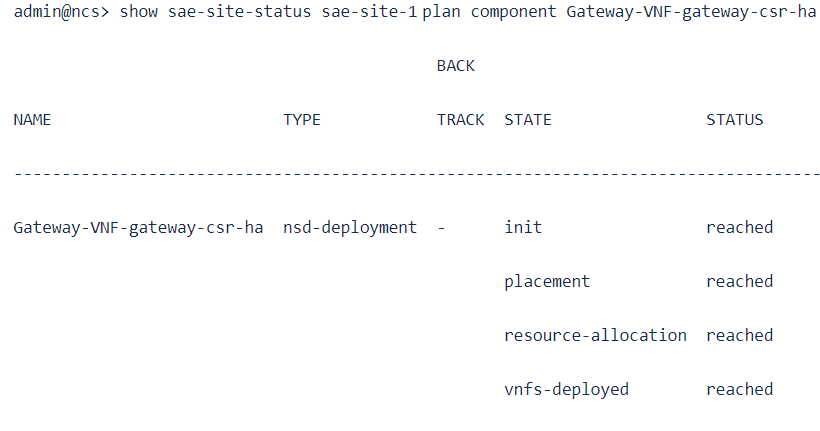 admin@ncs> show sae-site-status sae-site-1 plan component Gateway-VNF-gateway-csr-ha
BACK
NAME TYPE TRACK STATE STATUS
------------------------------------------------------------------------------------
Gateway-VNF-gateway-csr-ha nsd-deployment - init reached
placement reached
resource-allocation reached
vnfs-deployed reached